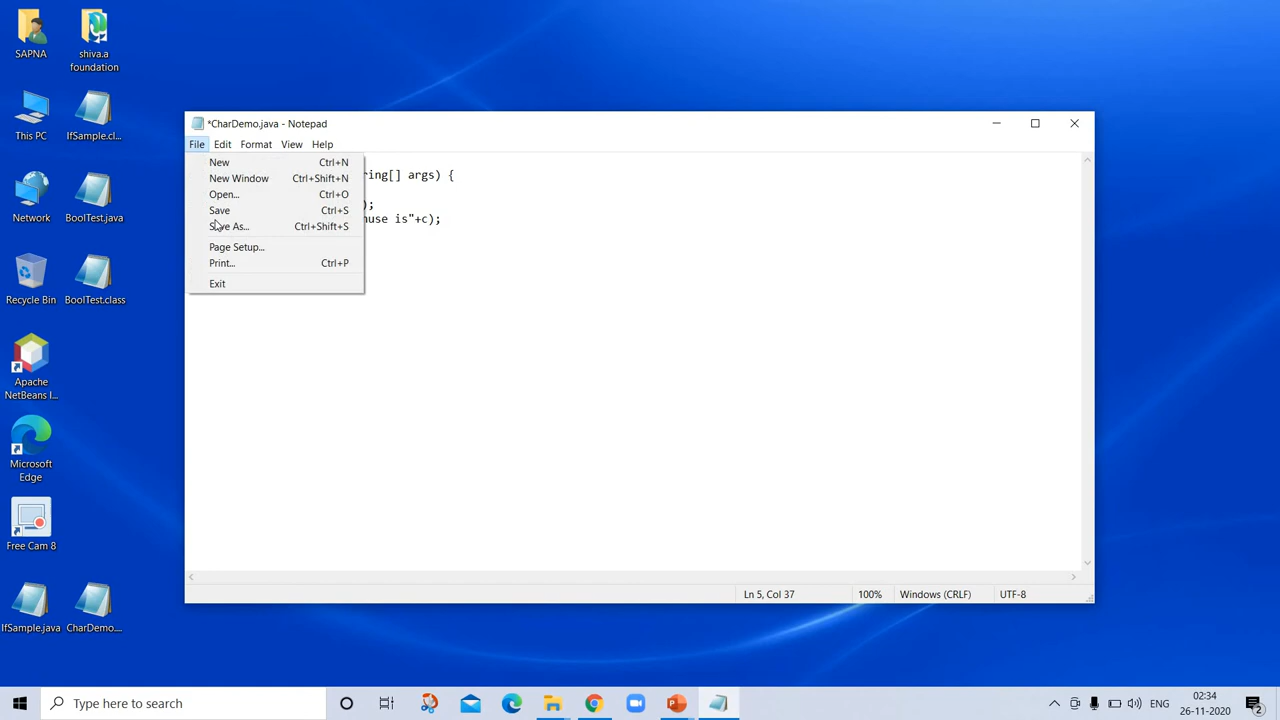 SAPNA
shiva.a
foundation
This PC
IfSample.cl...
Network
BoolTest.java
Recycle Bin
BoolTest.class
Apache
NetBeans I...
Microsoft
Edge
Free Cam 8
IfSample.java
CharDemo....
*CharDemo.java - Notepad
File Edit Format View Help
New Ctrl+N
New Window Ctrl+Shift+N
Open... Ctrl+O
Save Ctrl+S
Save As... Ctrl+Shift+S
Page Setup...
Print... Ctrl+P
Exit
ring[] args) {
);
nuse is"+c);
Ln 5, Col 37 100% Windows (CRLF) UTF-8
Type here to search
ENG
02:34
26-11-2020
2